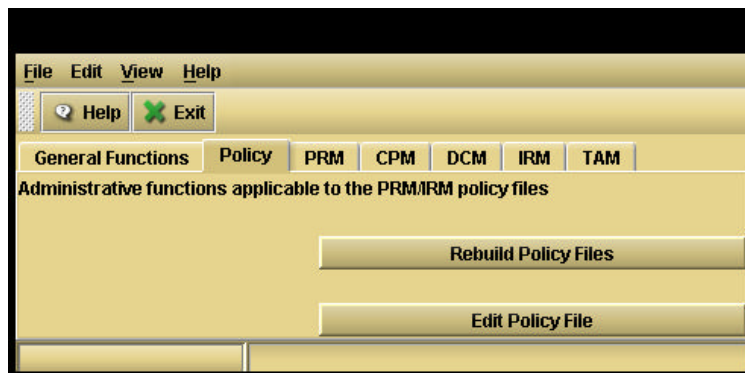 File Edit View Help
Help Exit
General Functions Policy PRM CPM DCM IRM TAM
Administrative functions applicable to the PRM/IRM policy files
Rebuild Policy Files
Edit Policy File